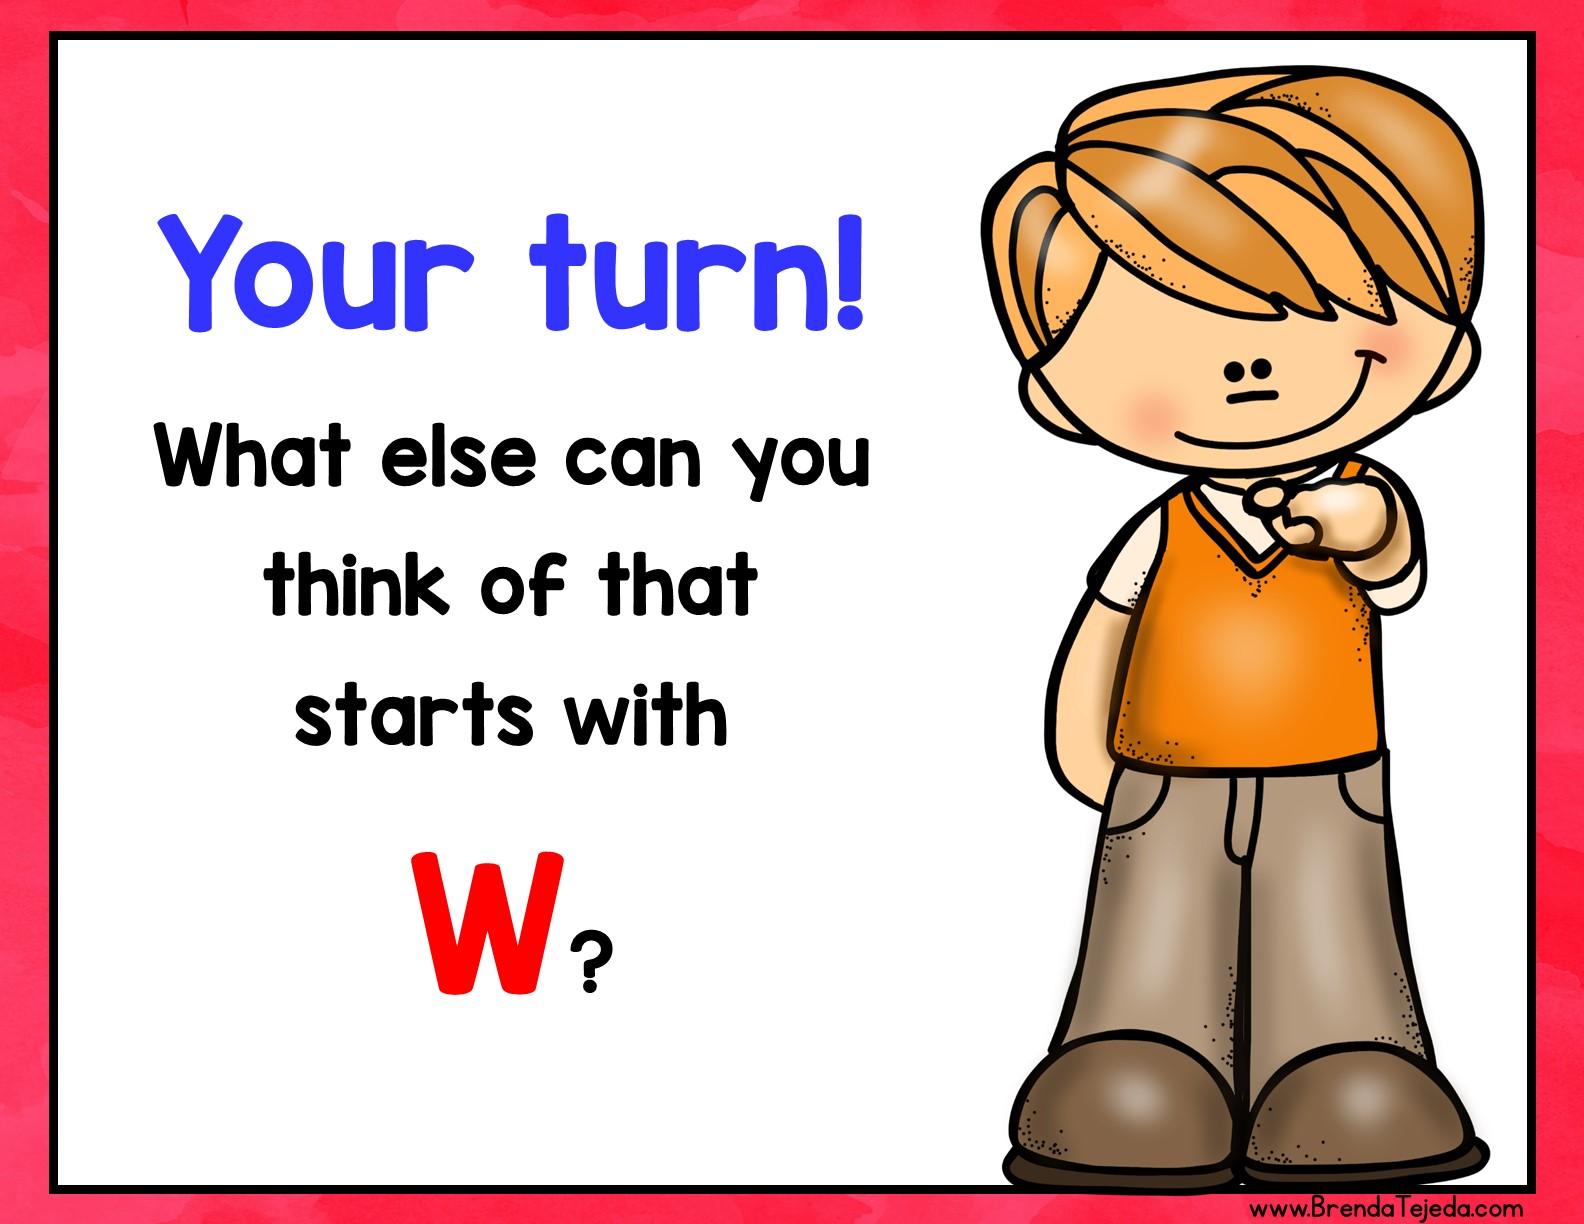 Your turn!
What else can you
think of that
starts with
W?
www.BrendaTejeda.com